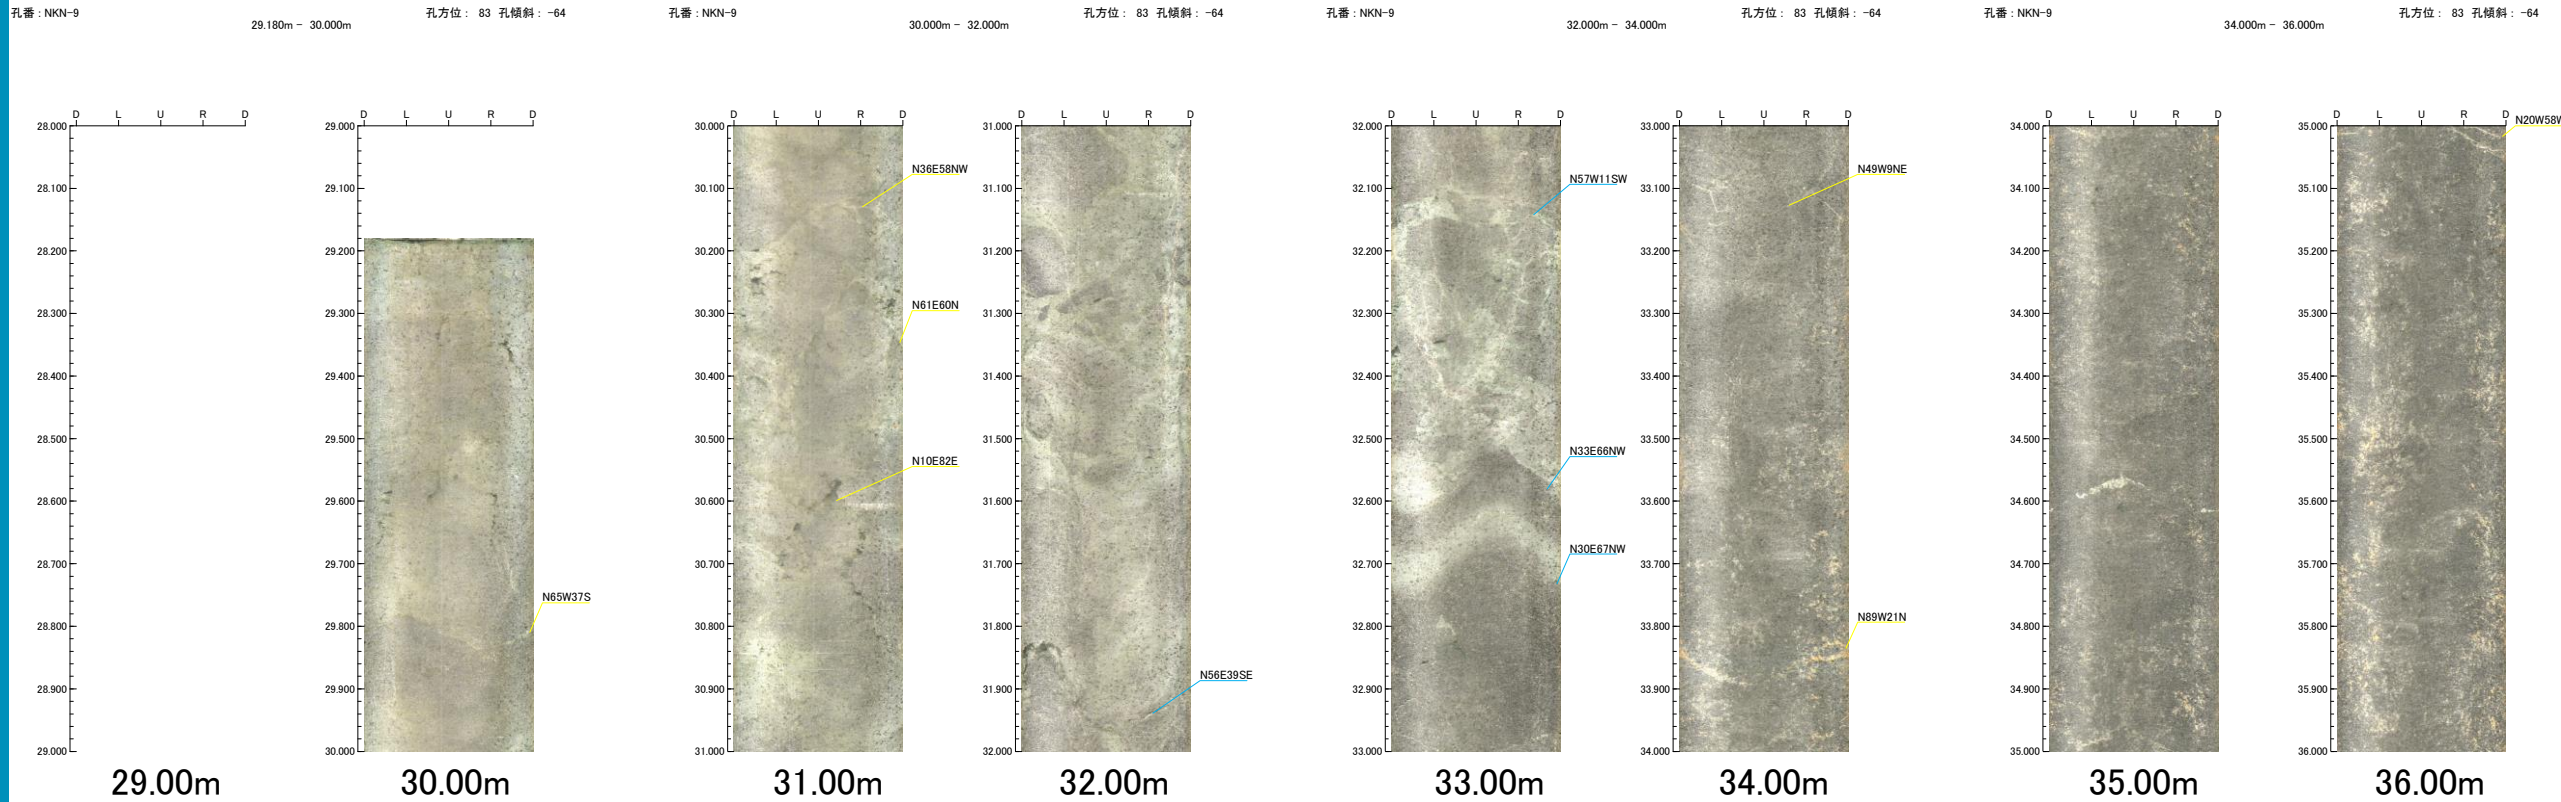 孔番 : NKN-9 孔方位 : 83 孔傾斜 : -64
29.180m - 30.000m
D L U R D
28.000
28.100
28.200
28.300
28.400
28.500
28.600
28.700
28.800
28.900
29.000
29.00m
D L U R D
29.000
29.100
29.200
29.300
29.400
29.500
29.600
29.700
29.800
29.900
30.000
N65W37S
30.00m
孔番 : NKN-9 孔方位 : 83 孔傾斜 : -64
30.000m - 32.000m
D L U R D
30.000
30.100
30.200
30.300
30.400
30.500
30.600
30.700
30.800
30.900
31.000
N36E58NW
N61E60N
N10E82E
31.00m
D L U R D
31.000
31.100
31.200
31.300
31.400
31.500
31.600
31.700
31.800
31.900
32.000
N56E39SE
32.00m
孔番 : NKN-9 孔方位 : 83 孔傾斜 : -64
32.000m - 34.000m
D L U R D
32.000
32.100
32.200
32.300
32.400
32.500
32.600
32.700
32.800
32.900
33.000
N57W11SW
N33E66NW
N30E67NW
33.00m
D L U R D
33.000
33.100
33.200
33.300
33.400
33.500
33.600
33.700
33.800
33.900
34.000
N49W9NE
N89W21N
34.00m
孔番 : NKN-9 孔方位 : 83 孔傾斜 : -64
34.000m - 36.000m
D L U R D
34.000
34.100
34.200
34.300
34.400
34.500
34.600
34.700
34.800
34.900
35.000
35.00m
D L U R D
35.000
35.100
35.200
35.300
35.400
35.500
35.600
35.700
35.800
35.900
36.000
N20W58W
36.00m